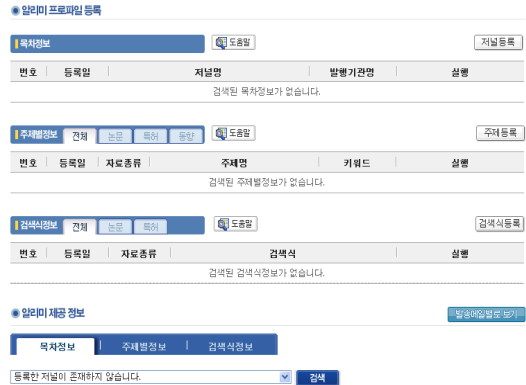 알리미 프로파일 등록
목차정보 도움말 저널등록
번호 등록일 저널명 발행기관명 실행
검색된 목차정보가 없습니다.
주제별정보 전체 논문 특허 동향 도움말 주제등록
번호 등록일 자료종류 주제명 키워드 실행
검색된 주제별정보가 없습니다.
검색식정보 전체 논문 특허 도움말 검색식등록
번호 등록일 자료종류 검색식 실행
검색된 검색식정보가 없습니다.
알리미 제공 정보 발송메일별로 보기
목차정보 주제별정보 검색식정보
등록한 저널이 존재하지 않습니다. 검색